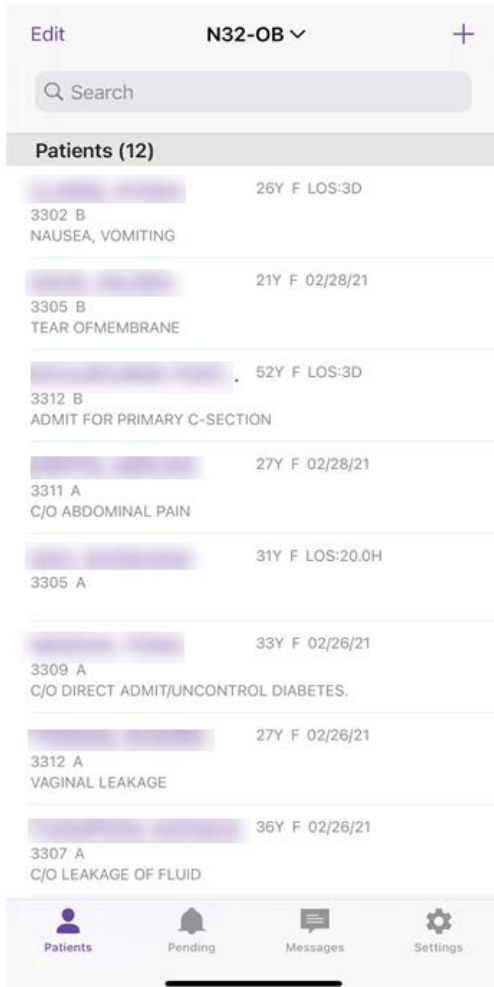 Edit N32-OB +
Search
Patients (12)
26Y F LOS:3D
3302 B
NAUSEA, VOMITING
21Y F 02/28/21
3305 B
TEAR OFMEMBRANE
52Y F LOS:3D
3312 B
ADMIT FOR PRIMARY C-SECTION
27Y F 02/28/21
3311 A
C/O ABDOMINAL PAIN
31Y F LOS:20.0H
3305 A
33Y F 02/26/21
3309 A
C/O DIRECT ADMIT/UNCONTROL DIABETES.
27Y F 02/26/21
3312 A
VAGINAL LEAKAGE
36Y F 02/26/21
3307 A
C/O LEAKAGE OF FLUID
Patients Pending Messages Settings